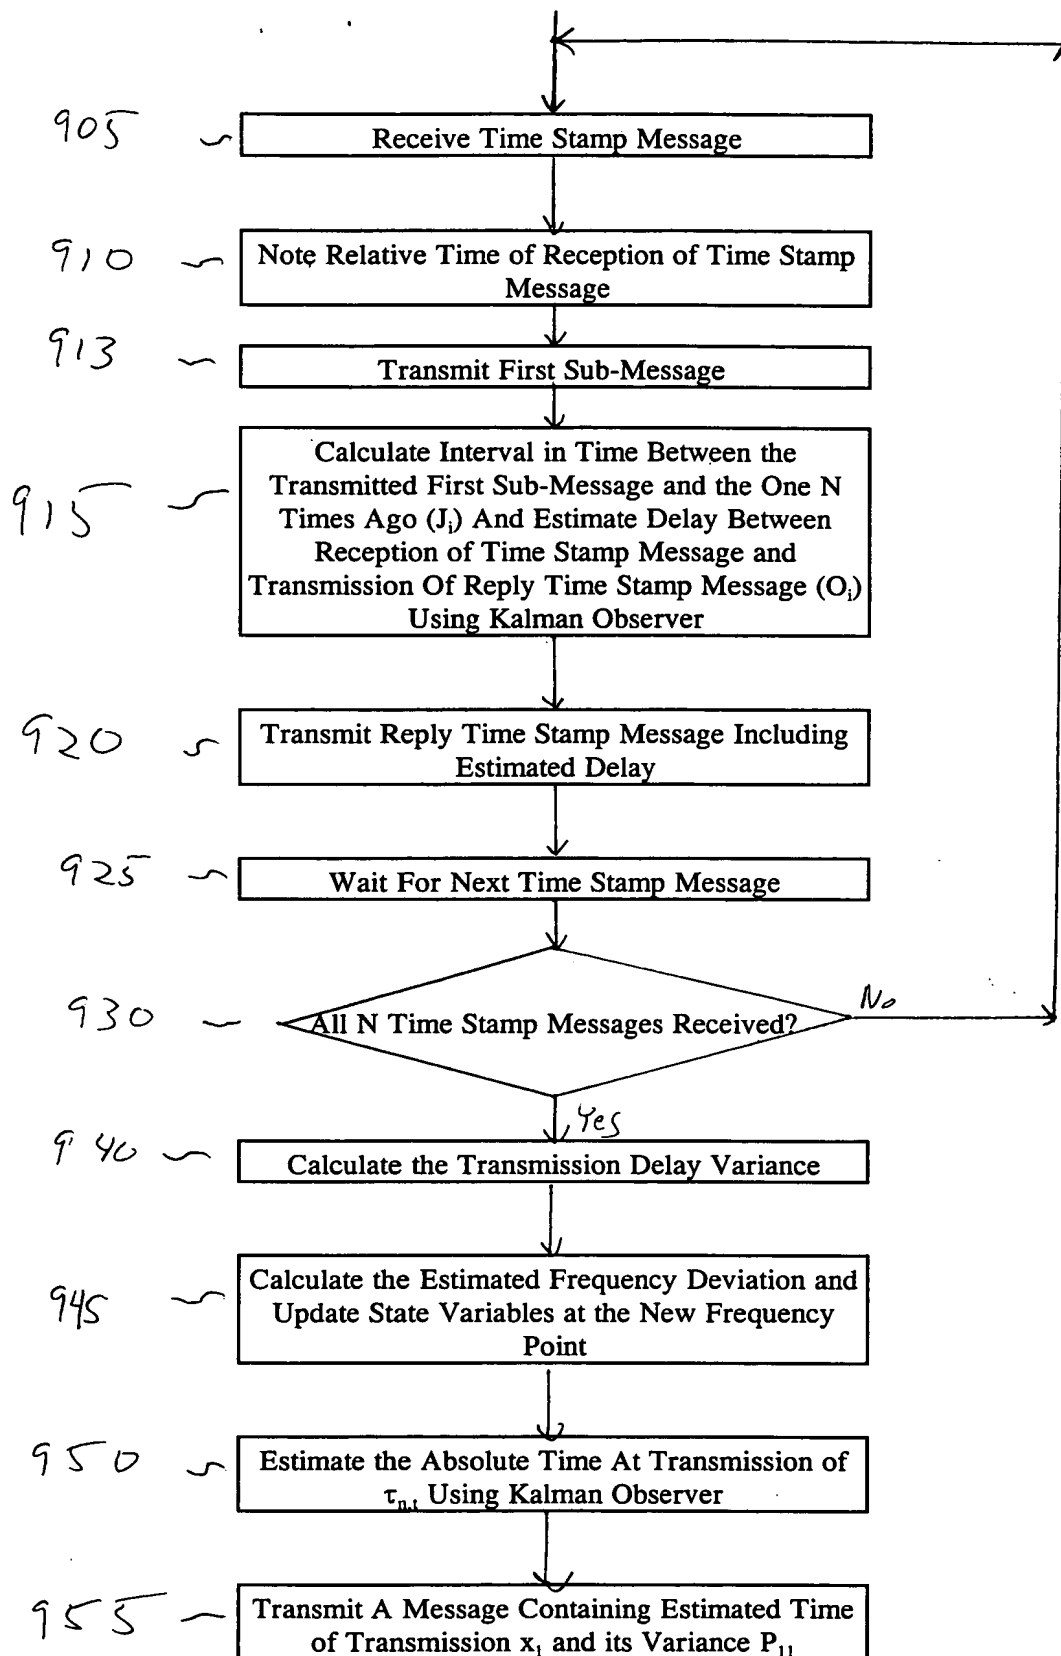 905
Receive Time Stamp Message
910
Note Relative Time of Reception of Time Stamp
Message
913
Transmit First Sub-Message
915
Calculate Interval in Time Between the
Transmitted First Sub-Message and the One N
Times Ago (Jᵢ) And Estimate Delay Between
Reception of Time Stamp Message and
Transmission Of Reply Time Stamp Message (Oᵢ)
Using Kalman Observer
920
Transmit Reply Time Stamp Message Including
Estimated Delay
925
Wait For Next Time Stamp Message
930
All N Time Stamp Messages Received?
No
Yes
940
Calculate the Transmission Delay Variance
945
Calculate the Estimated Frequency Deviation and
Update State Variables at the New Frequency
Point
950
Estimate the Absolute Time At Transmission of
τn,t Using Kalman Observer
955
Transmit A Message Containing Estimated Time
of Transmission x₁ and its Variance P₁₁